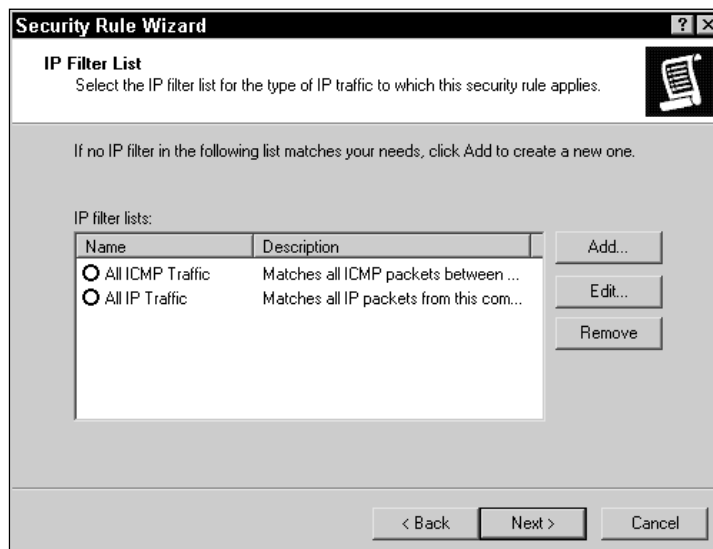 Security Rule Wizard
? X
IP Filter List
Select the IP filter list for the type of IP traffic to which this security rule applies.
If no IP filter in the following list matches your needs, click Add to create a new one.
IP filter lists:
Name Description
All ICMP Traffic Matches all ICMP packets between ...
All IP Traffic Matches all IP packets from this com...
Add...
Edit...
Remove
< Back Next > Cancel